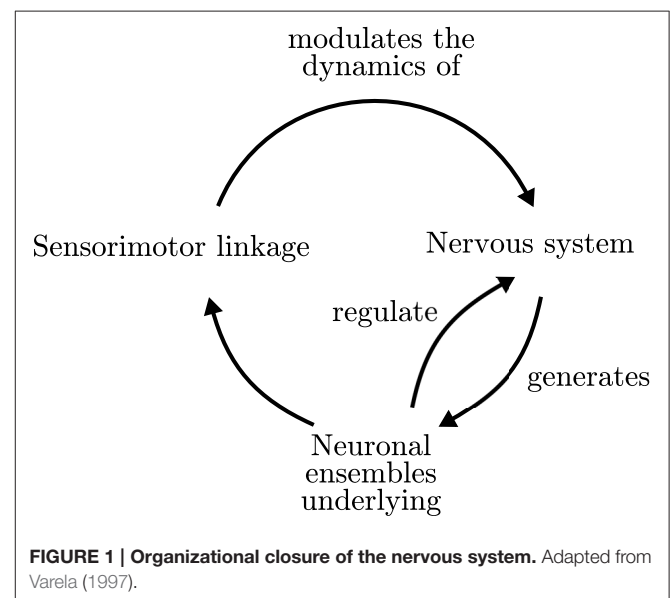 modulates the
dynamics of
Sensorimotor linkage
Nervous system
regulate
generates
Neuronal
ensembles
underlying
FIGURE 1 | Organizational closure of the nervous system. Adapted from
Varela (1997).